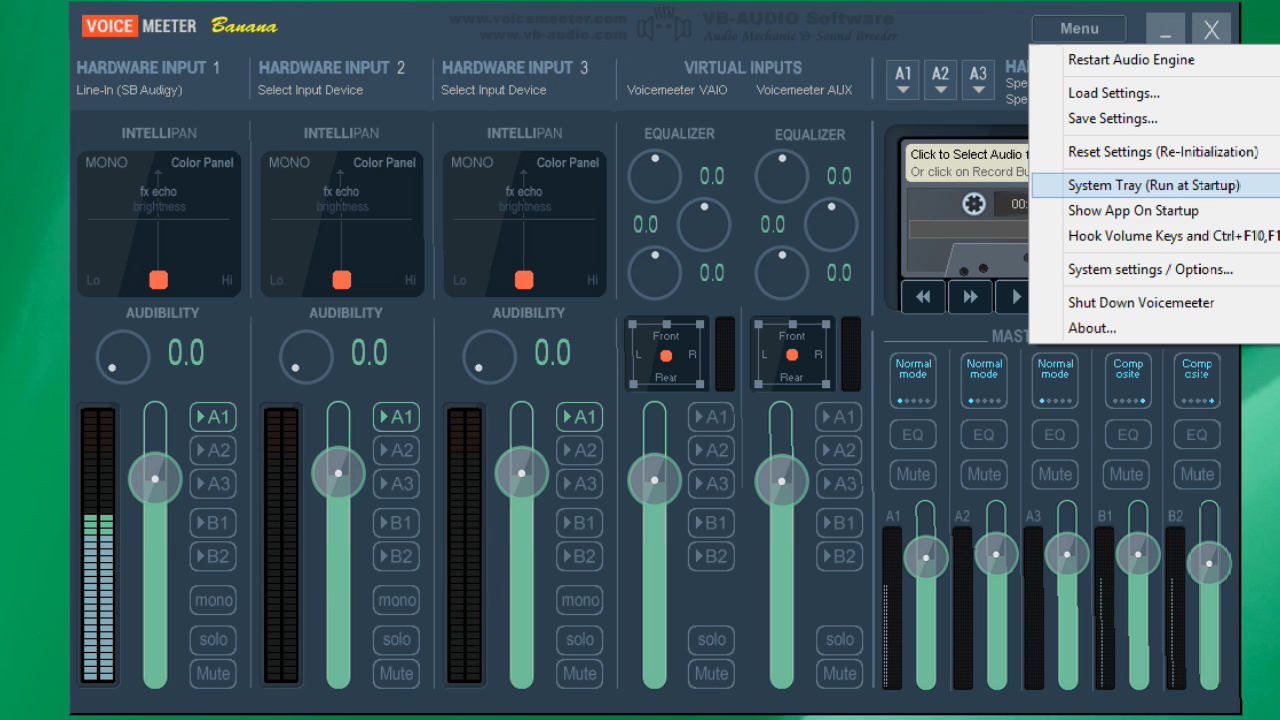 VOICE MEETER Banana
www.voicemeeter.com
www.vb-audio.com
VB-AUDIO Software
Audio Mechanic & Sound Breeder
Menu
_
X
HARDWARE INPUT 1
Line-In (SB Audigy)
HARDWARE INPUT 2
Select Input Device
HARDWARE INPUT 3
Select Input Device
VIRTUAL INPUTS
Voicemeeter VAIO
Voicemeeter AUX
A1
A2
A3
HA
Spe
Spe
Restart Audio Engine
Load Settings...
Save Settings...
Reset Settings (Re-Initialization)
System Tray (Run at Startup)
Show App On Startup
Hook Volume Keys and Ctrl+F10,F1
System settings / Options...
Shut Down Voicemeeter
About...
INTELLIPAN
MONO
Color Panel
fx echo
brightness
Lo
Hi
INTELLIPAN
MONO
Color Panel
fx echo
brightness
Lo
Hi
INTELLIPAN
MONO
Color Panel
fx echo
brightness
Lo
Hi
EQUALIZER
0.0
0.0
0.0
EQUALIZER
0.0
0.0
0.0
Click to Select Audio
Or click on Record Bu
00:
AUDIBILITY
0.0
AUDIBILITY
0.0
AUDIBILITY
0.0
Front
L
R
Rear
Front
L
R
Rear
MAST
Normal
mode
Normal
mode
Normal
mode
Comp
osite
Comp
osite
EQ
EQ
EQ
EQ
EQ
Mute
Mute
Mute
Mute
Mute
A1
A2
A3
B1
B2
A1
A2
A3
B1
B2
mono
solo
Mute
A1
A2
A3
B1
B2
mono
solo
Mute
A1
A2
A3
B1
B2
mono
solo
Mute
A1
A2
A3
B1
B2
solo
Mute
A1
A2
A3
B1
B2
solo
Mute